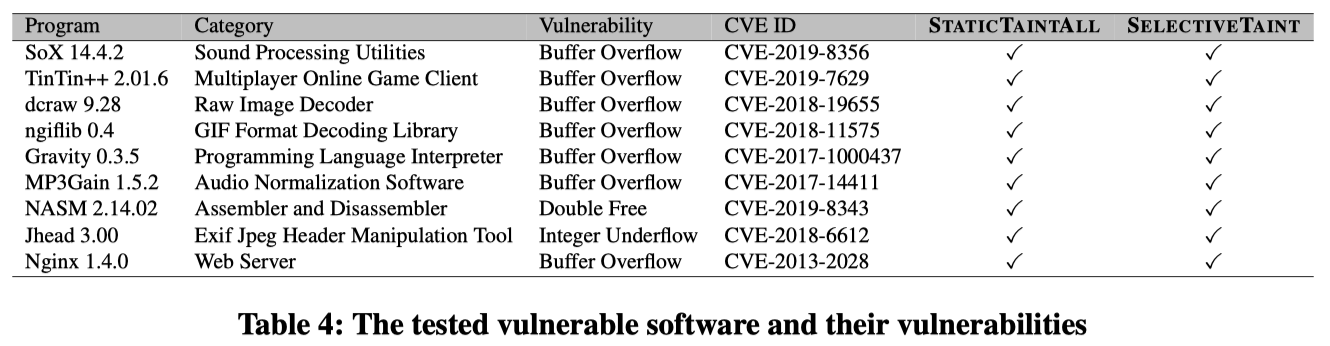 Program Category Vulnerability CVE ID STATICTAINTALL SELECTIVETAINT
SoX 14.4.2 Sound Processing Utilities Buffer Overflow CVE-2019-8356 ✓ ✓
TinTin++ 2.01.6 Multiplayer Online Game Client Buffer Overflow CVE-2019-7629 ✓ ✓
dcraw 9.28 Raw Image Decoder Buffer Overflow CVE-2018-19655 ✓ ✓
ngiflib 0.4 GIF Format Decoding Library Buffer Overflow CVE-2018-11575 ✓ ✓
Gravity 0.3.5 Programming Language Interpreter Buffer Overflow CVE-2017-1000437 ✓ ✓
MP3Gain 1.5.2 Audio Normalization Software Buffer Overflow CVE-2017-14411 ✓ ✓
NASM 2.14.02 Assembler and Disassembler Double Free CVE-2019-8343 ✓ ✓
Jhead 3.00 Exif Jpeg Header Manipulation Tool Integer Underflow CVE-2018-6612 ✓ ✓
Nginx 1.4.0 Web Server Buffer Overflow CVE-2013-2028 ✓ ✓
Table 4: The tested vulnerable software and their vulnerabilities